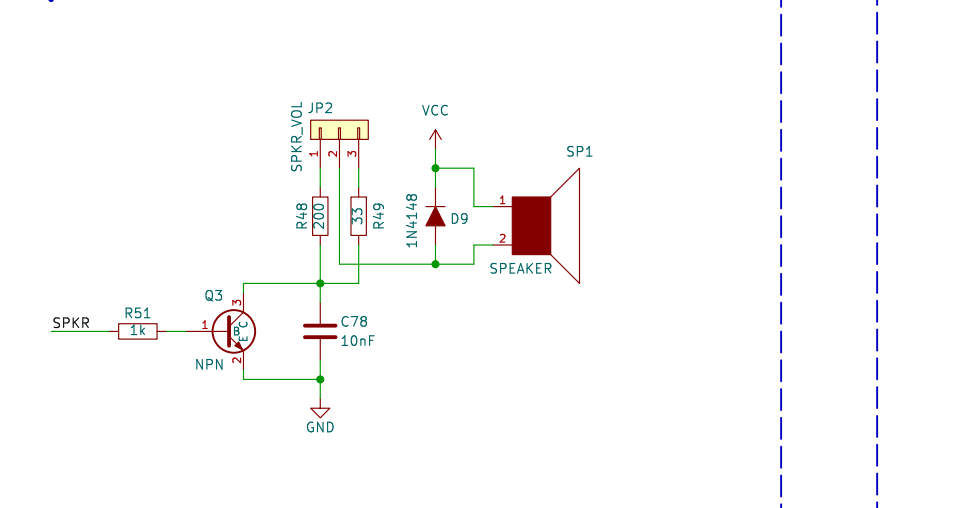 JP2
SPKR_VOL
1
2
3
VCC
SP1
R48
200
33
R49
1N4148
D9
1
2
SPEAKER
Q3
3
SPKR
R51
1k
1
B
C
E
2
NPN
C78
10nF
GND